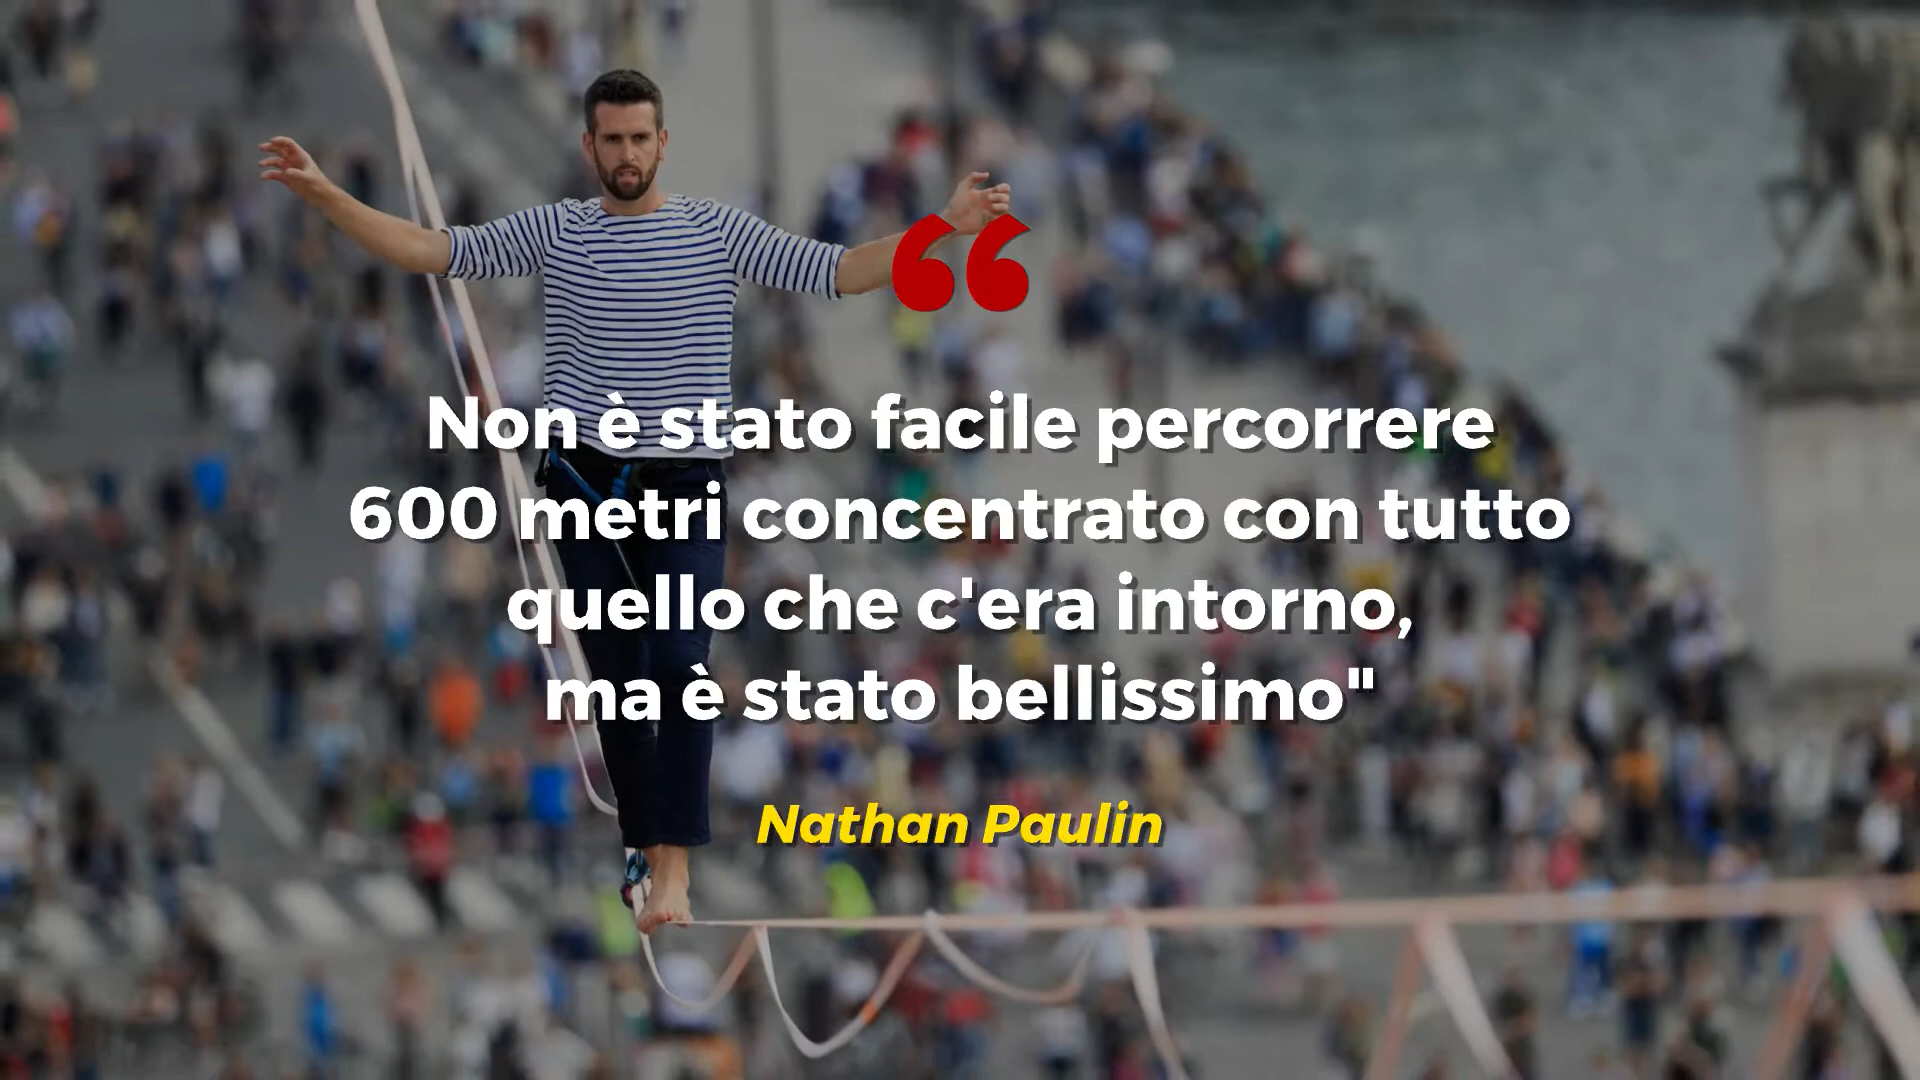 “
Non è stato facile percorrere
600 metri concentrato con tutto
quello che c'era intorno,
ma è stato bellissimo"
Nathan Paulin